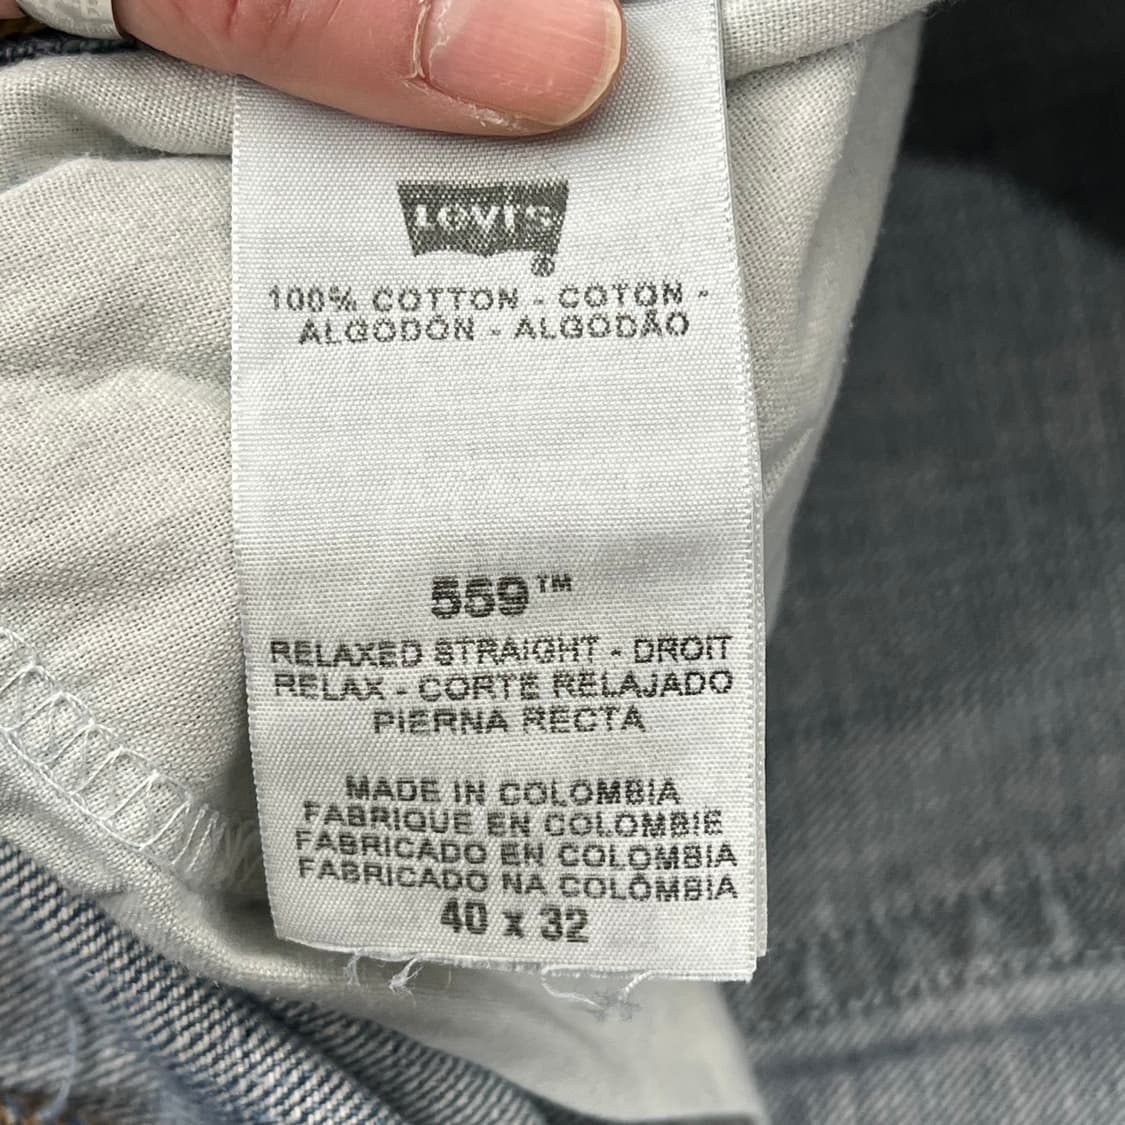 LEVI'S
®
100% COTTON - COTON -
ALGODÓN - ALGODÃO
559™
RELAXED STRAIGHT - DROIT
RELAX - CORTE RELAJADO
PIERNA RECTA
MADE IN COLOMBIA
FABRIQUE EN COLOMBIE
FABRICADO EN COLOMBIA
FABRICADO NA COLÔMBIA
40 x 32